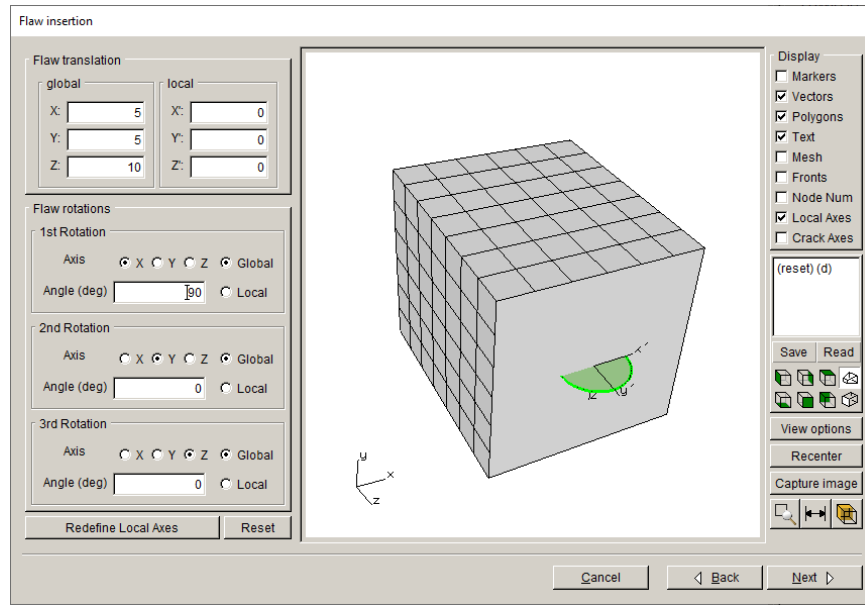 Flaw insertion
Flaw translation
global
X: 5
Y: 5
Z: 10
local
X': 0
Y': 0
Z': 0
Flaw rotations
1st Rotation
Axis X Y Z Global
Angle (deg) 90 Local
2nd Rotation
Axis X Y Z Global
Angle (deg) 0 Local
3rd Rotation
Axis X Y Z Global
Angle (deg) 0 Local
Redefine Local Axes Reset
y'
y
x
z
Display
Markers
Vectors
Polygons
Text
Mesh
Fronts
Node Num
Local Axes
Crack Axes
(reset) (d)
Save Read
View options
Recenter
Capture image
Cancel Back Next